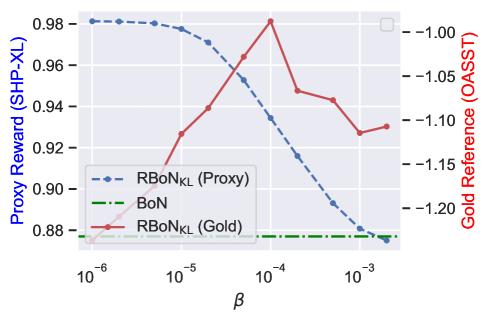 Proxy Reward (SHP-XL)
0.98
0.96
0.94
0.92
0.90
0.88
RBoN_KL (Proxy)
BoN
RBoN_KL (Gold)
−1.00
−1.05
−1.10
−1.15
−1.20
Gold Reference (OASST)
10⁻⁶
10⁻⁵
10⁻⁴
10⁻³
β